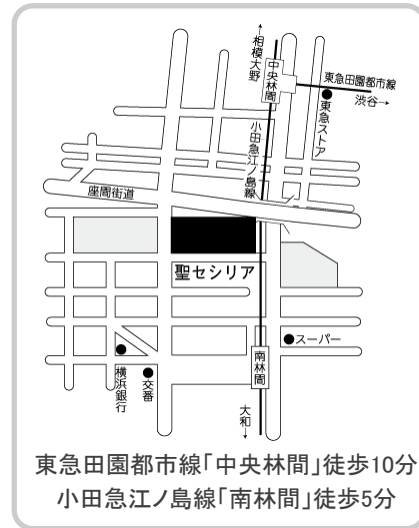 ←相模大野
中央林間
東急田園都市線
渋谷→
東急ストア
小田急江ノ島線
座間街道
聖セシリア
スーパー
南林間
横浜銀行
交番
大和→
東急田園都市線「中央林間」徒歩10分
小田急江ノ島線「南林間」徒歩5分